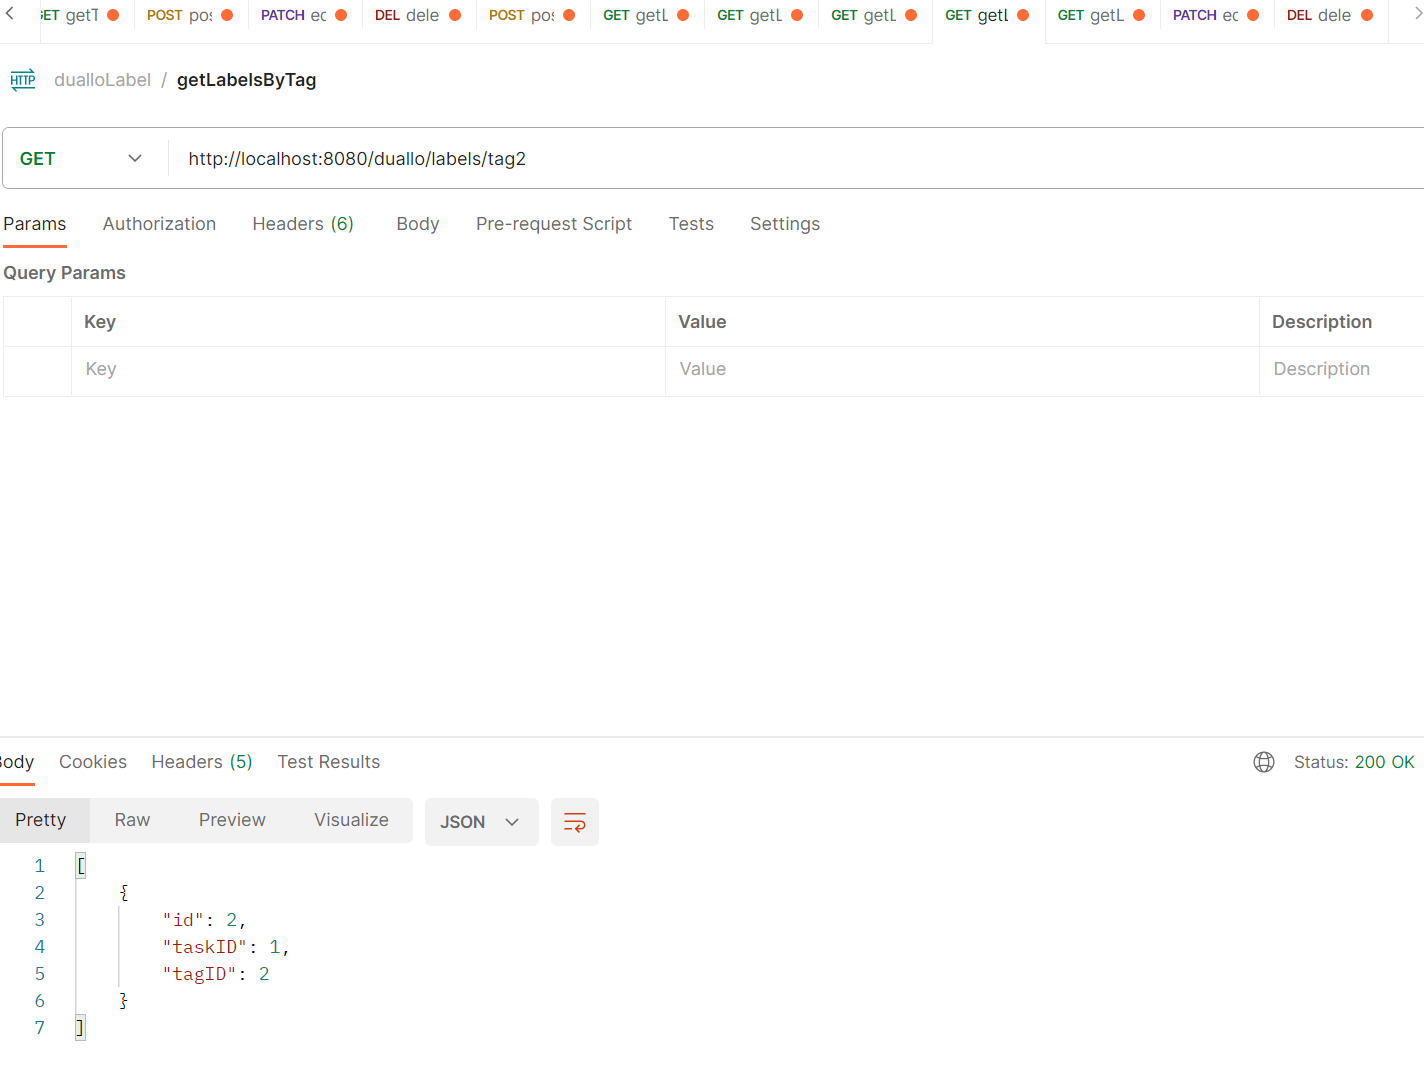 GET getT POST pos PATCH ec DEL dele POST pos GET getL GET getL GET getL GET getL GET getL PATCH ec DEL dele
HTTP dualloLabel / getLabelsByTag
GET http://localhost:8080/duallo/labels/tag2
Params Authorization Headers (6) Body Pre-request Script Tests Settings
Query Params
Key Value Description
Key Value Description
Body Cookies Headers (5) Test Results Status: 200 OK
Pretty Raw Preview Visualize JSON
1 [
2 {
3 "id": 2,
4 "taskID": 1,
5 "tagID": 2
6 }
7 ]